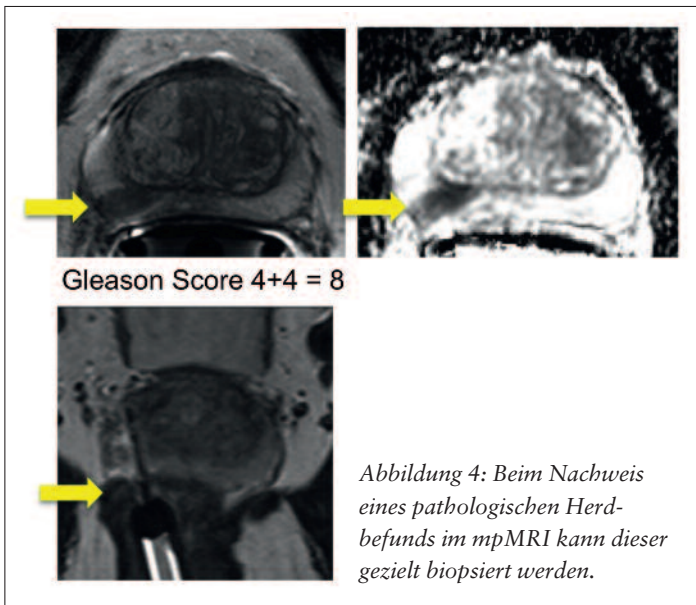 Gleason Score 4+4 = 8
Abbildung 4: Beim Nachweis
eines pathologischen Herd-
befunds im mpMRI kann dieser
gezielt biopsiert werden.